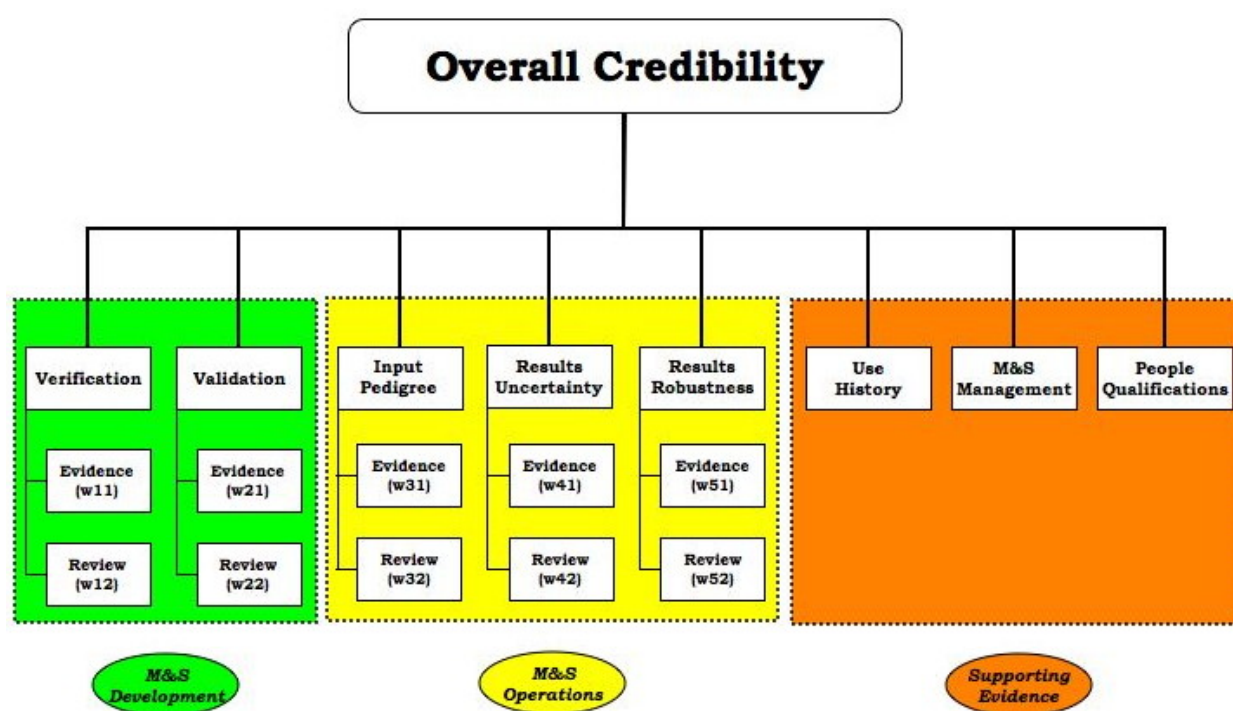 Overall Credibility
Verification
Validation
Input
Pedigree
Results
Uncertainty
Results
Robustness
Use
History
M&S
Management
People
Qualifications
Evidence
(w11)
Evidence
(w21)
Evidence
(w31)
Evidence
(w41)
Evidence
(w51)
Review
(w12)
Review
(w22)
Review
(w32)
Review
(w42)
Review
(w52)
M&S
Development
M&S
Operations
Supporting
Evidence